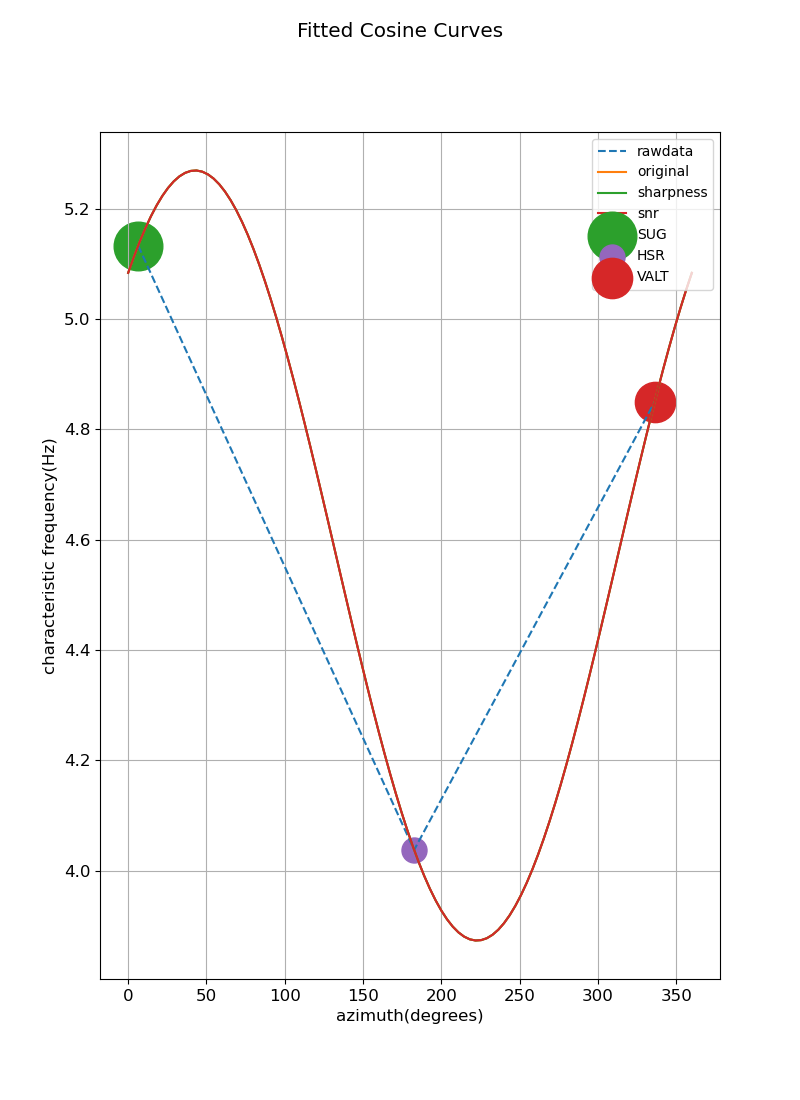 Fitted Cosine Curves
rawdata
original
sharpness
snr
SUG
HSR
VALT
characteristic frequency(Hz)
5.2
5.0
4.8
4.6
4.4
4.2
4.0
0 50 100 150 200 250 300 350
azimuth(degrees)